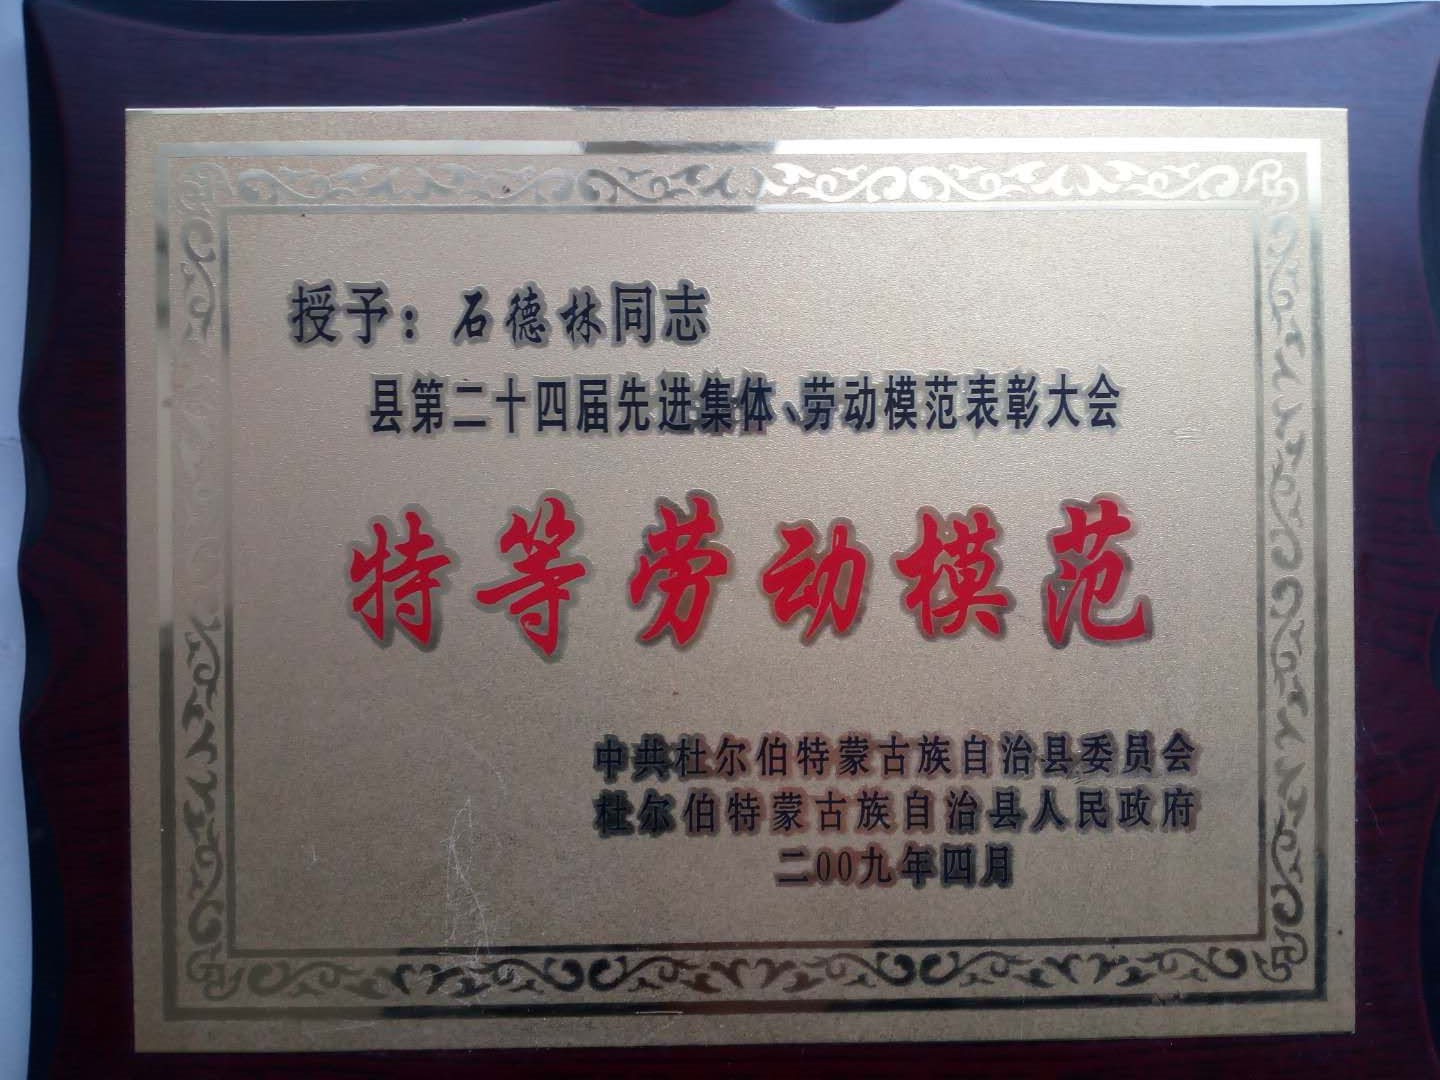 授予：石德林同志
县第二十四届先进集体、劳动模范表彰大会
特等劳动模范
中共杜尔伯特蒙古族自治县委员会
杜尔伯特蒙古族自治县人民政府
二00九年四月